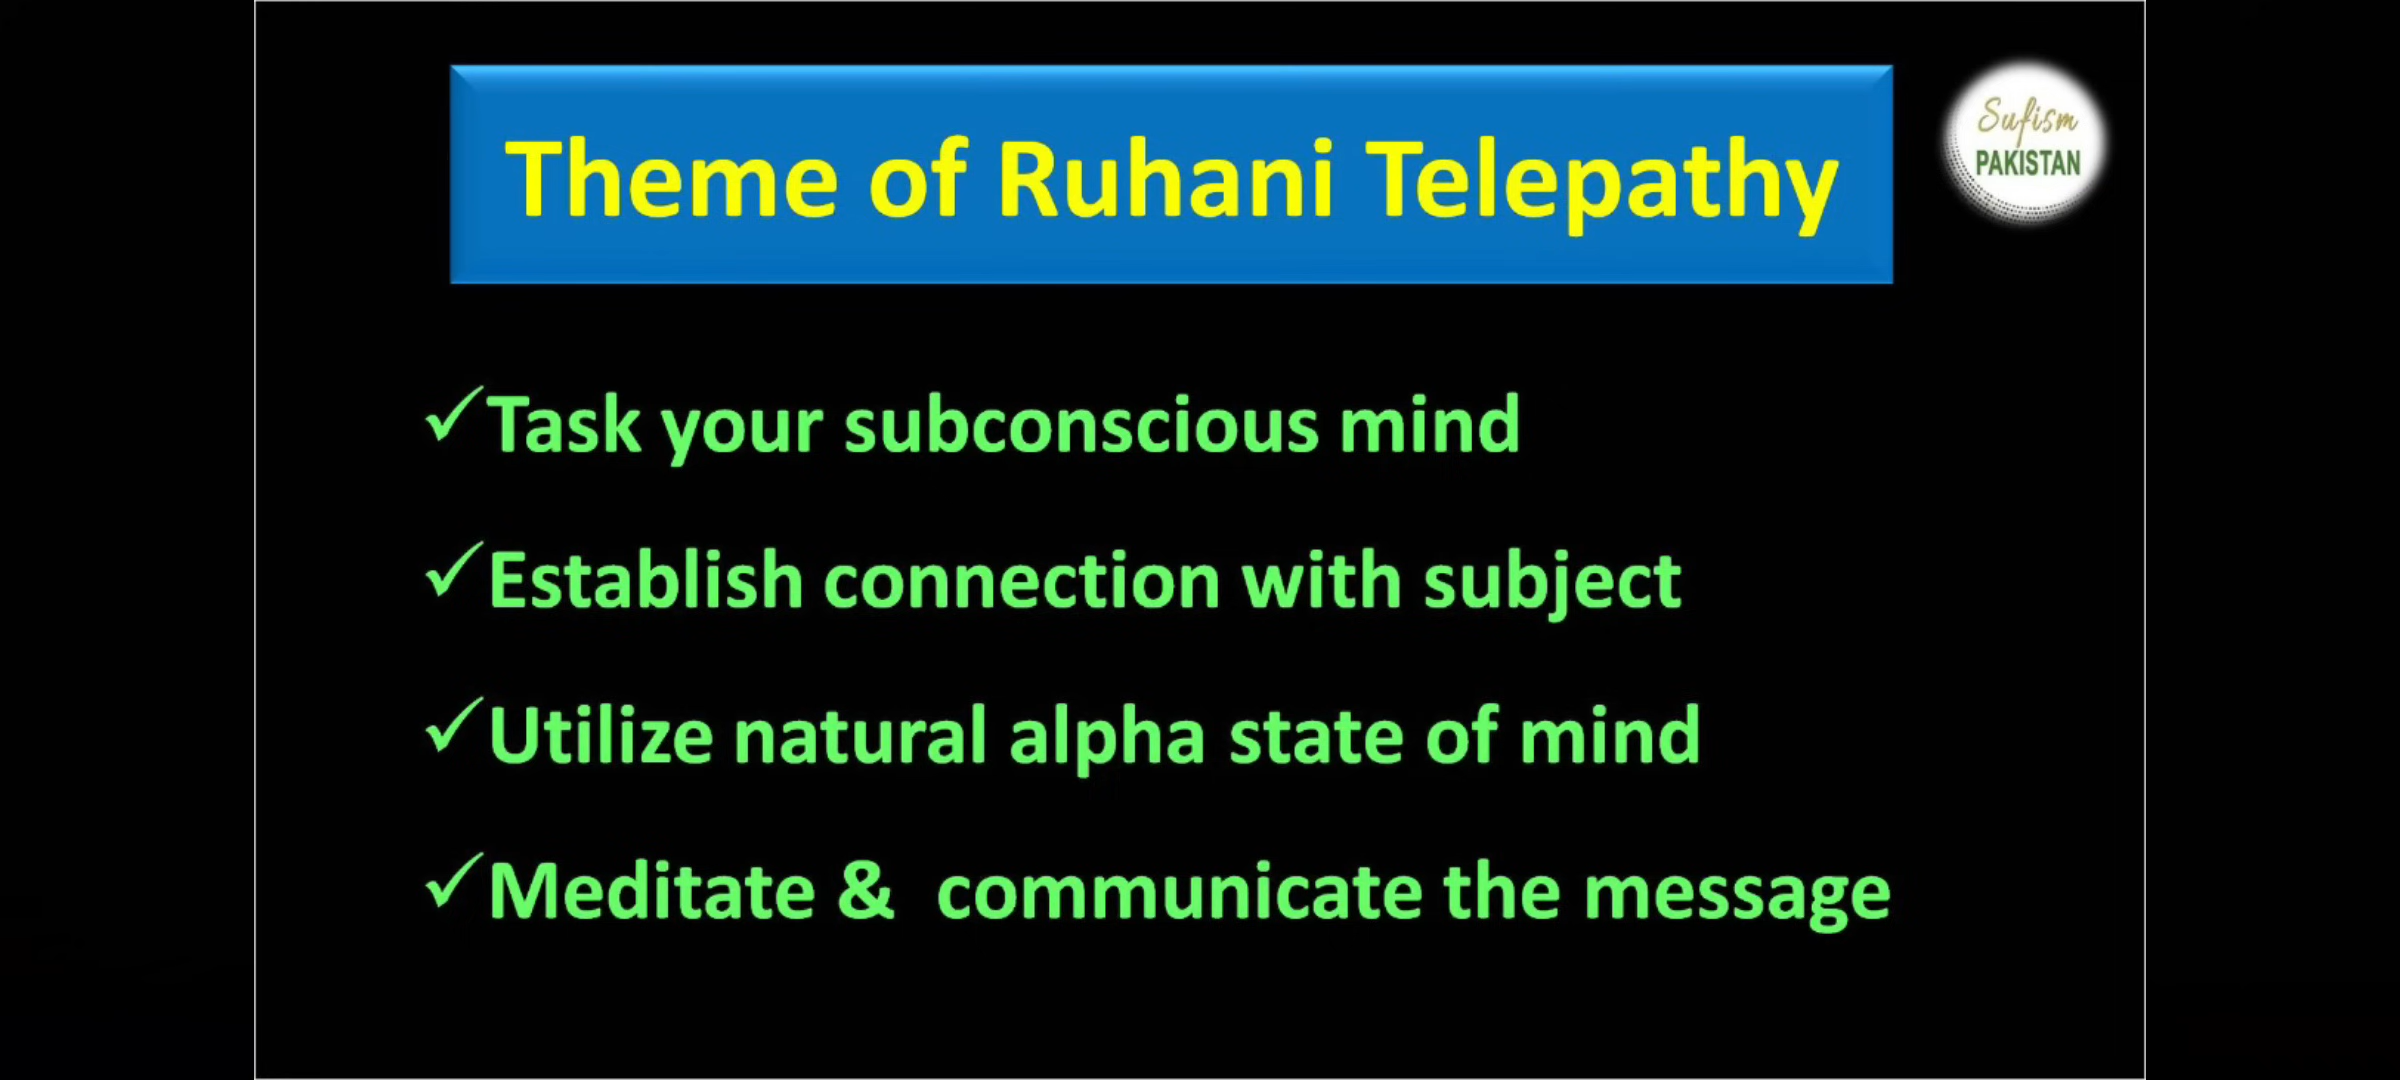 Theme of Ruhani Telepathy
Sufism
PAKISTAN
✓Task your subconscious mind
✓Establish connection with subject
✓Utilize natural alpha state of mind
✓Meditate &  communicate the message